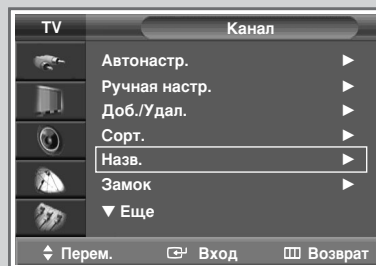 TV Канал
Автонастр. ►
Ручная настр. ►
Доб./Удал. ►
Сорт. ►
Назв. ►
Замок ►
▼ Еще
Перем. Вход Возврат